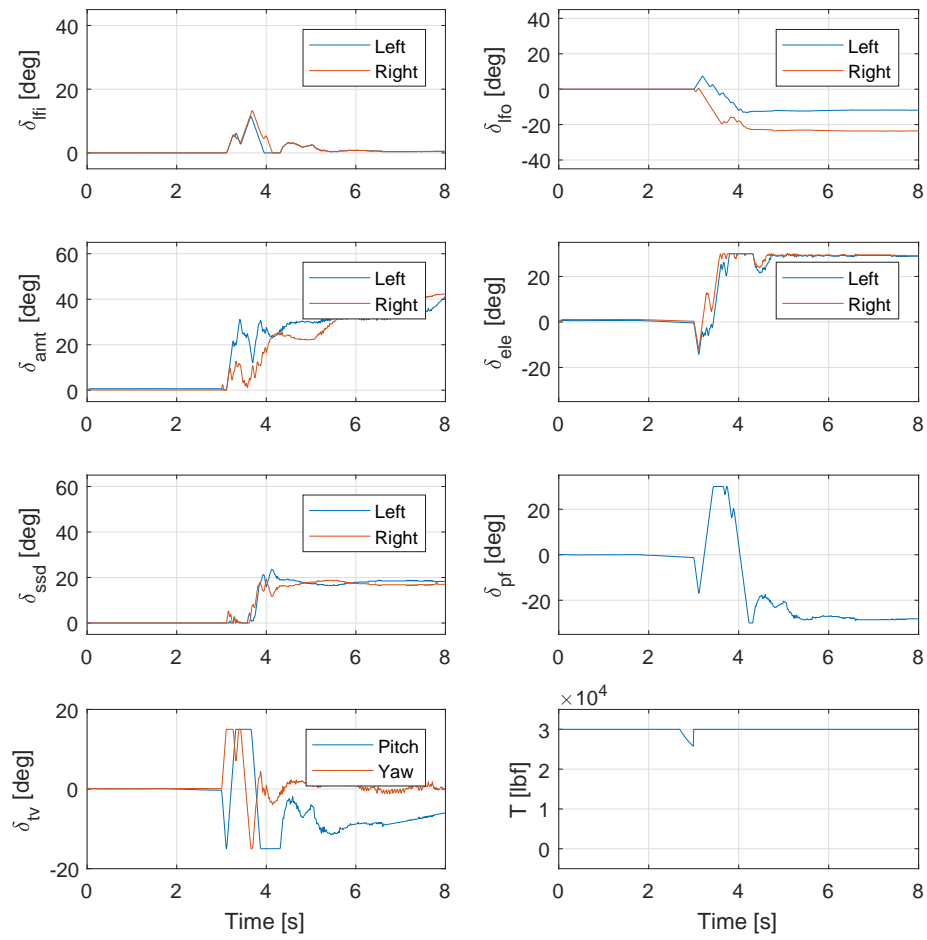 δlfi [deg]
40
20
0
0 2 4 6 8
Left
Right
δlfo [deg]
40
20
0
-20
-40
0 2 4 6 8
Left
Right
δamt [deg]
60
40
20
0
0 2 4 6 8
Left
Right
δele [deg]
20
0
-20
0 2 4 6 8
Left
Right
δssd [deg]
60
40
20
0
0 2 4 6 8
Left
Right
δpf [deg]
20
0
-20
0 2 4 6 8
δtv [deg]
20
0
-20
0 2 4 6 8
Time [s]
Pitch
Yaw
×10^4
T [lbf]
3
2
1
0
0 2 4 6 8
Time [s]